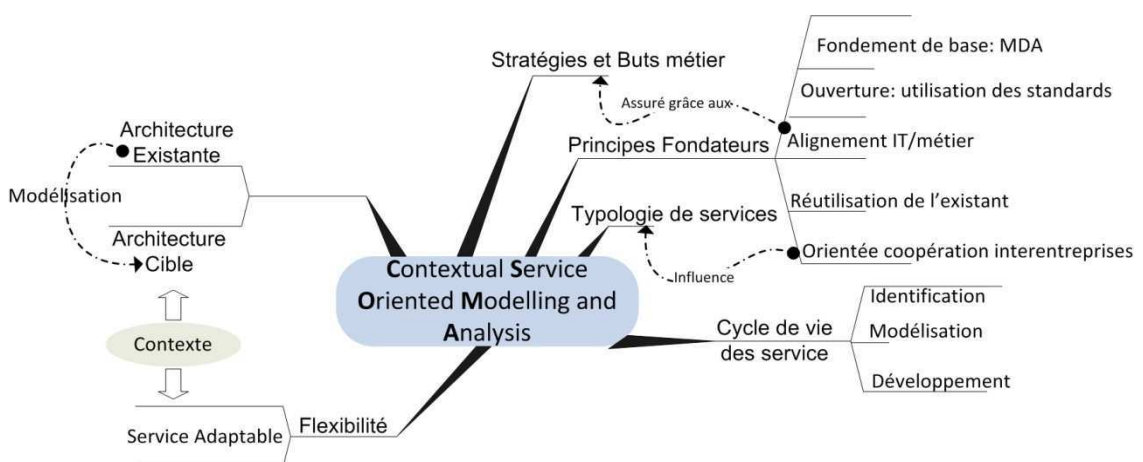 Stratégies et Buts métier
Assuré grâce aux
Fondement de base: MDA
Ouverture: utilisation des standards
Alignement IT/métier
Principes Fondateurs
Réutilisation de l'existant
Orientée coopération interentreprises
Typologie de services
Influence
Architecture
Existante
Modélisation
Architecture
Cible
Contexte
Service Adaptable
Flexibilité
Contextual Service
Oriented Modelling and
Analysis
Cycle de vie
des service
Identification
Modélisation
Développement